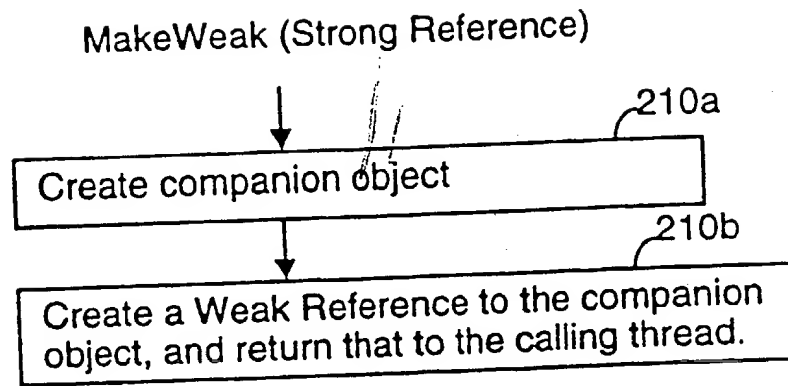 MakeWeak (Strong Reference)
210a
Create companion object
210b
Create a Weak Reference to the companion
object, and return that to the calling thread.